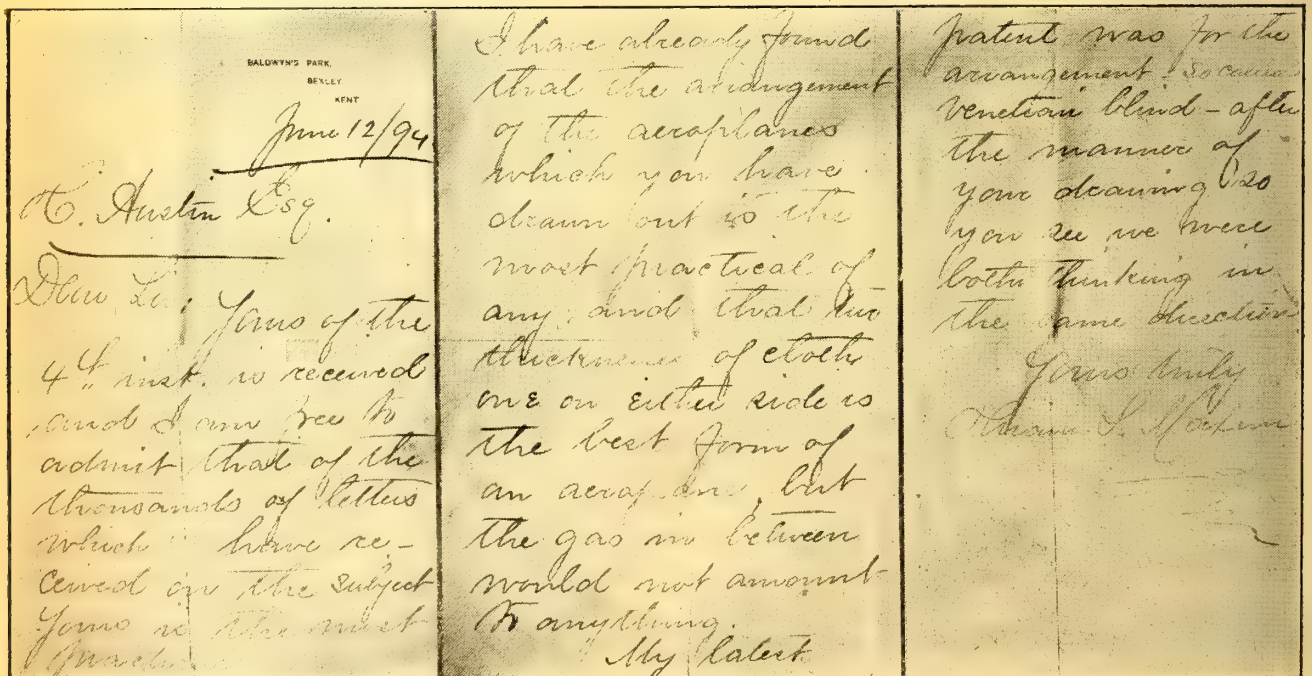 BALDWYN'S PARK,
BEXLEY.
KENT
June 12/94
H. Austin Esq.
Dear Sir;
Yours of the
4th inst. is received
and I am free to
admit that of the
thousands of letters
which I have re-
ceived on the subject
Yours is the most
I have already found
that the arrangement
of the aeroplanes
which you have
drawn out is the
most practical of
any and that two
thicknesses of cloth
one on either side is
the best form of
an aeroplane, but
the gas in between
would not amount
to anything.
My latest
patent was for the
arrangement so called
venetian blind - after
the manner of
your drawing so
you see we were
both thinking in
the same direction
Yours truly
Hiram S. Maxim